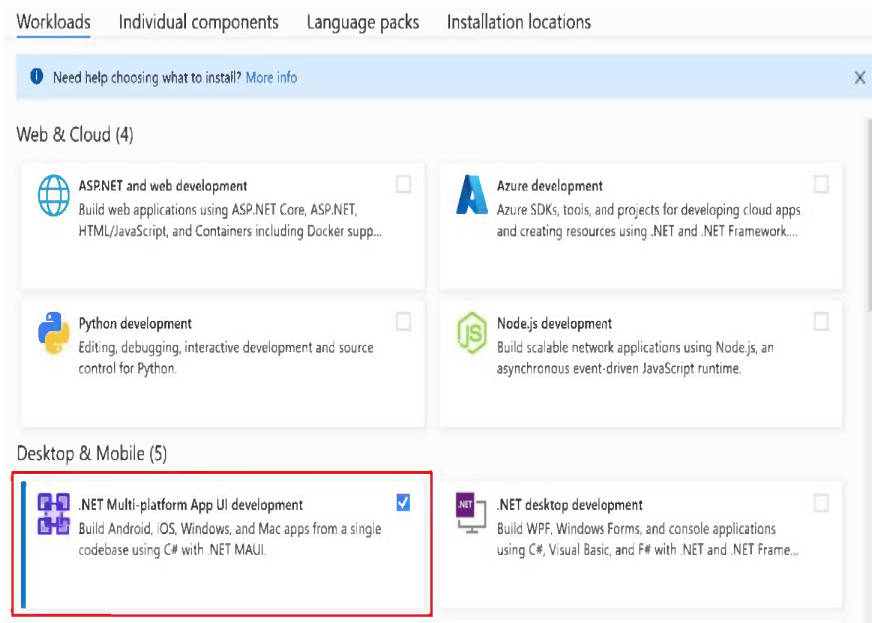 Workloads Individual components Language packs Installation locations
Need help choosing what to install? More info
Web & Cloud (4)
ASP.NET and web development
Build web applications using ASP.NET Core, ASP.NET,
HTML/JavaScript, and Containers including Docker supp...
Azure development
Azure SDKs, tools, and projects for developing cloud apps
and creating resources using .NET and .NET Framework....
Python development
Editing, debugging, interactive development and source
control for Python.
JS
Node.js development
Build scalable network applications using Node.js, an
asynchronous event-driven JavaScript runtime.
Desktop & Mobile (5)
.NET Multi-platform App UI development
Build Android, iOS, Windows, and Mac apps from a single
codebase using C# with .NET MAUI.
.NET
.NET desktop development
Build WPF, Windows Forms, and console applications
using C#, Visual Basic, and F# with .NET and .NET Frame...